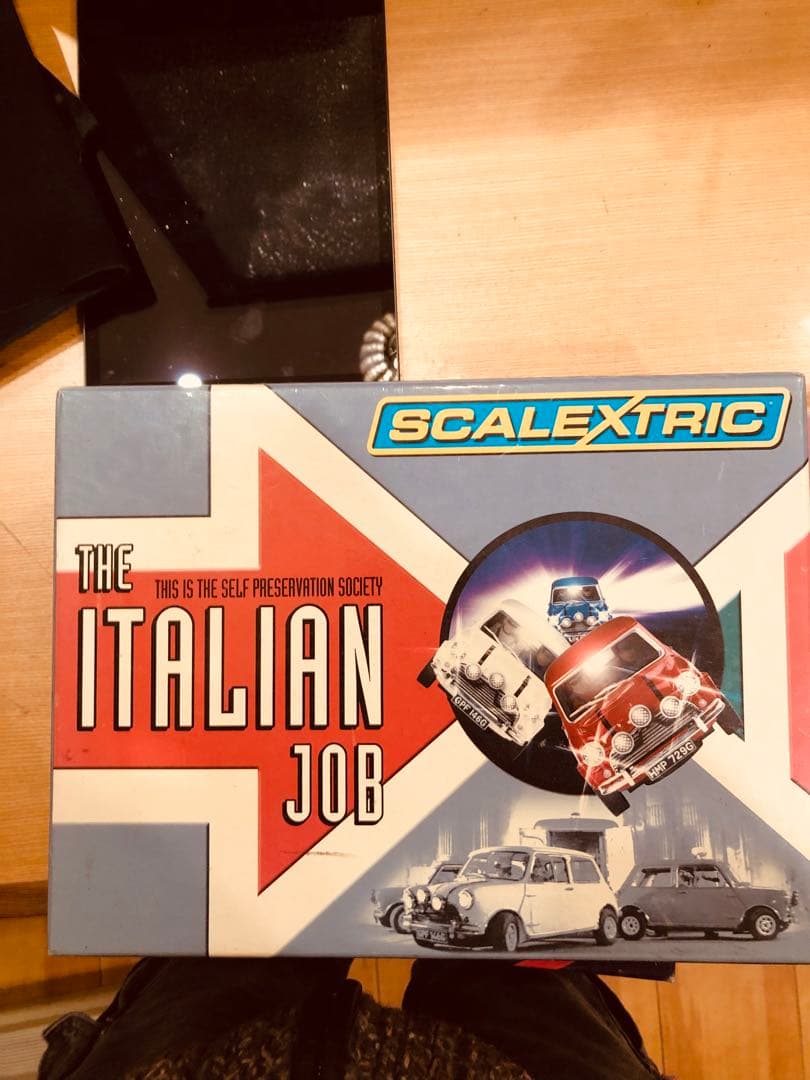 SCALEXTRIC
THE
THIS IS THE SELF PRESERVATION SOCIETY
ITALIAN
JOB
GPF 146G
HMP 729G